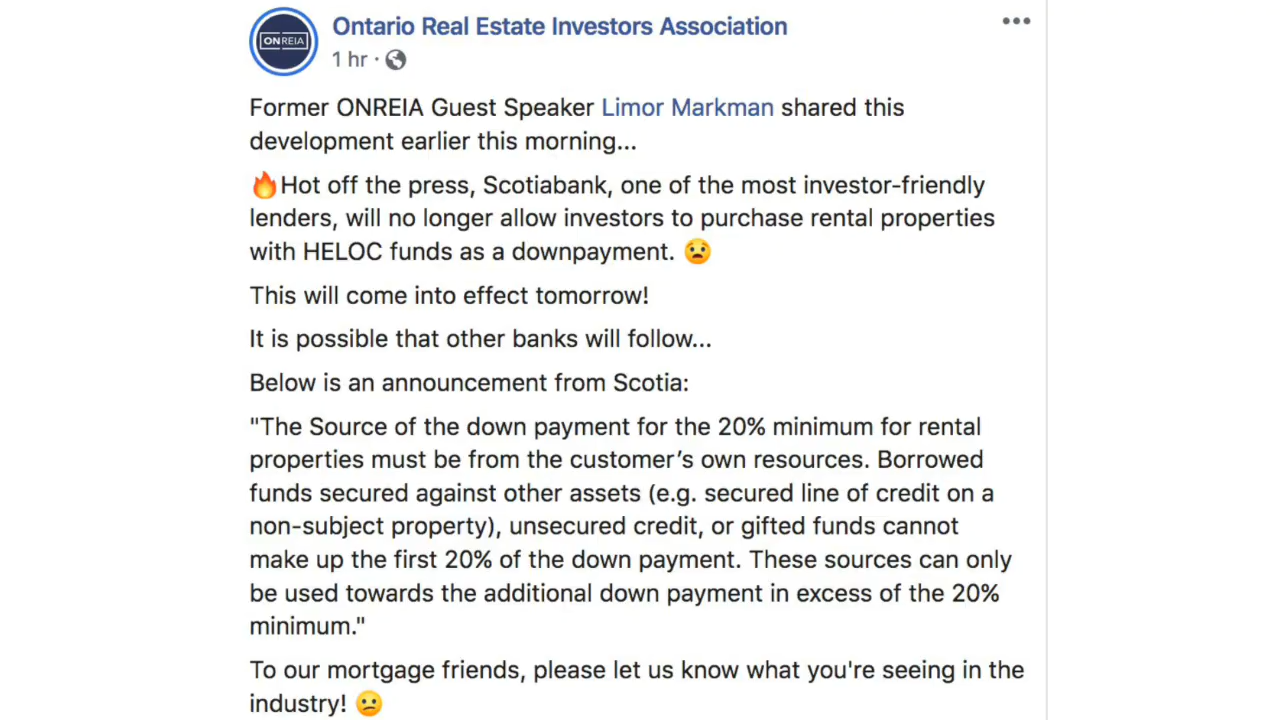 ONREIA
Ontario Real Estate Investors Association
1 hr ·
Former ONREIA Guest Speaker Limor Markman shared this
development earlier this morning...
🔥Hot off the press, Scotiabank, one of the most investor-friendly
lenders, will no longer allow investors to purchase rental properties
with HELOC funds as a downpayment. 😧
This will come into effect tomorrow!
It is possible that other banks will follow...
Below is an announcement from Scotia:
"The Source of the down payment for the 20% minimum for rental
properties must be from the customer’s own resources. Borrowed
funds secured against other assets (e.g. secured line of credit on a
non-subject property), unsecured credit, or gifted funds cannot
make up the first 20% of the down payment. These sources can only
be used towards the additional down payment in excess of the 20%
minimum."
To our mortgage friends, please let us know what you're seeing in the
industry! 😕